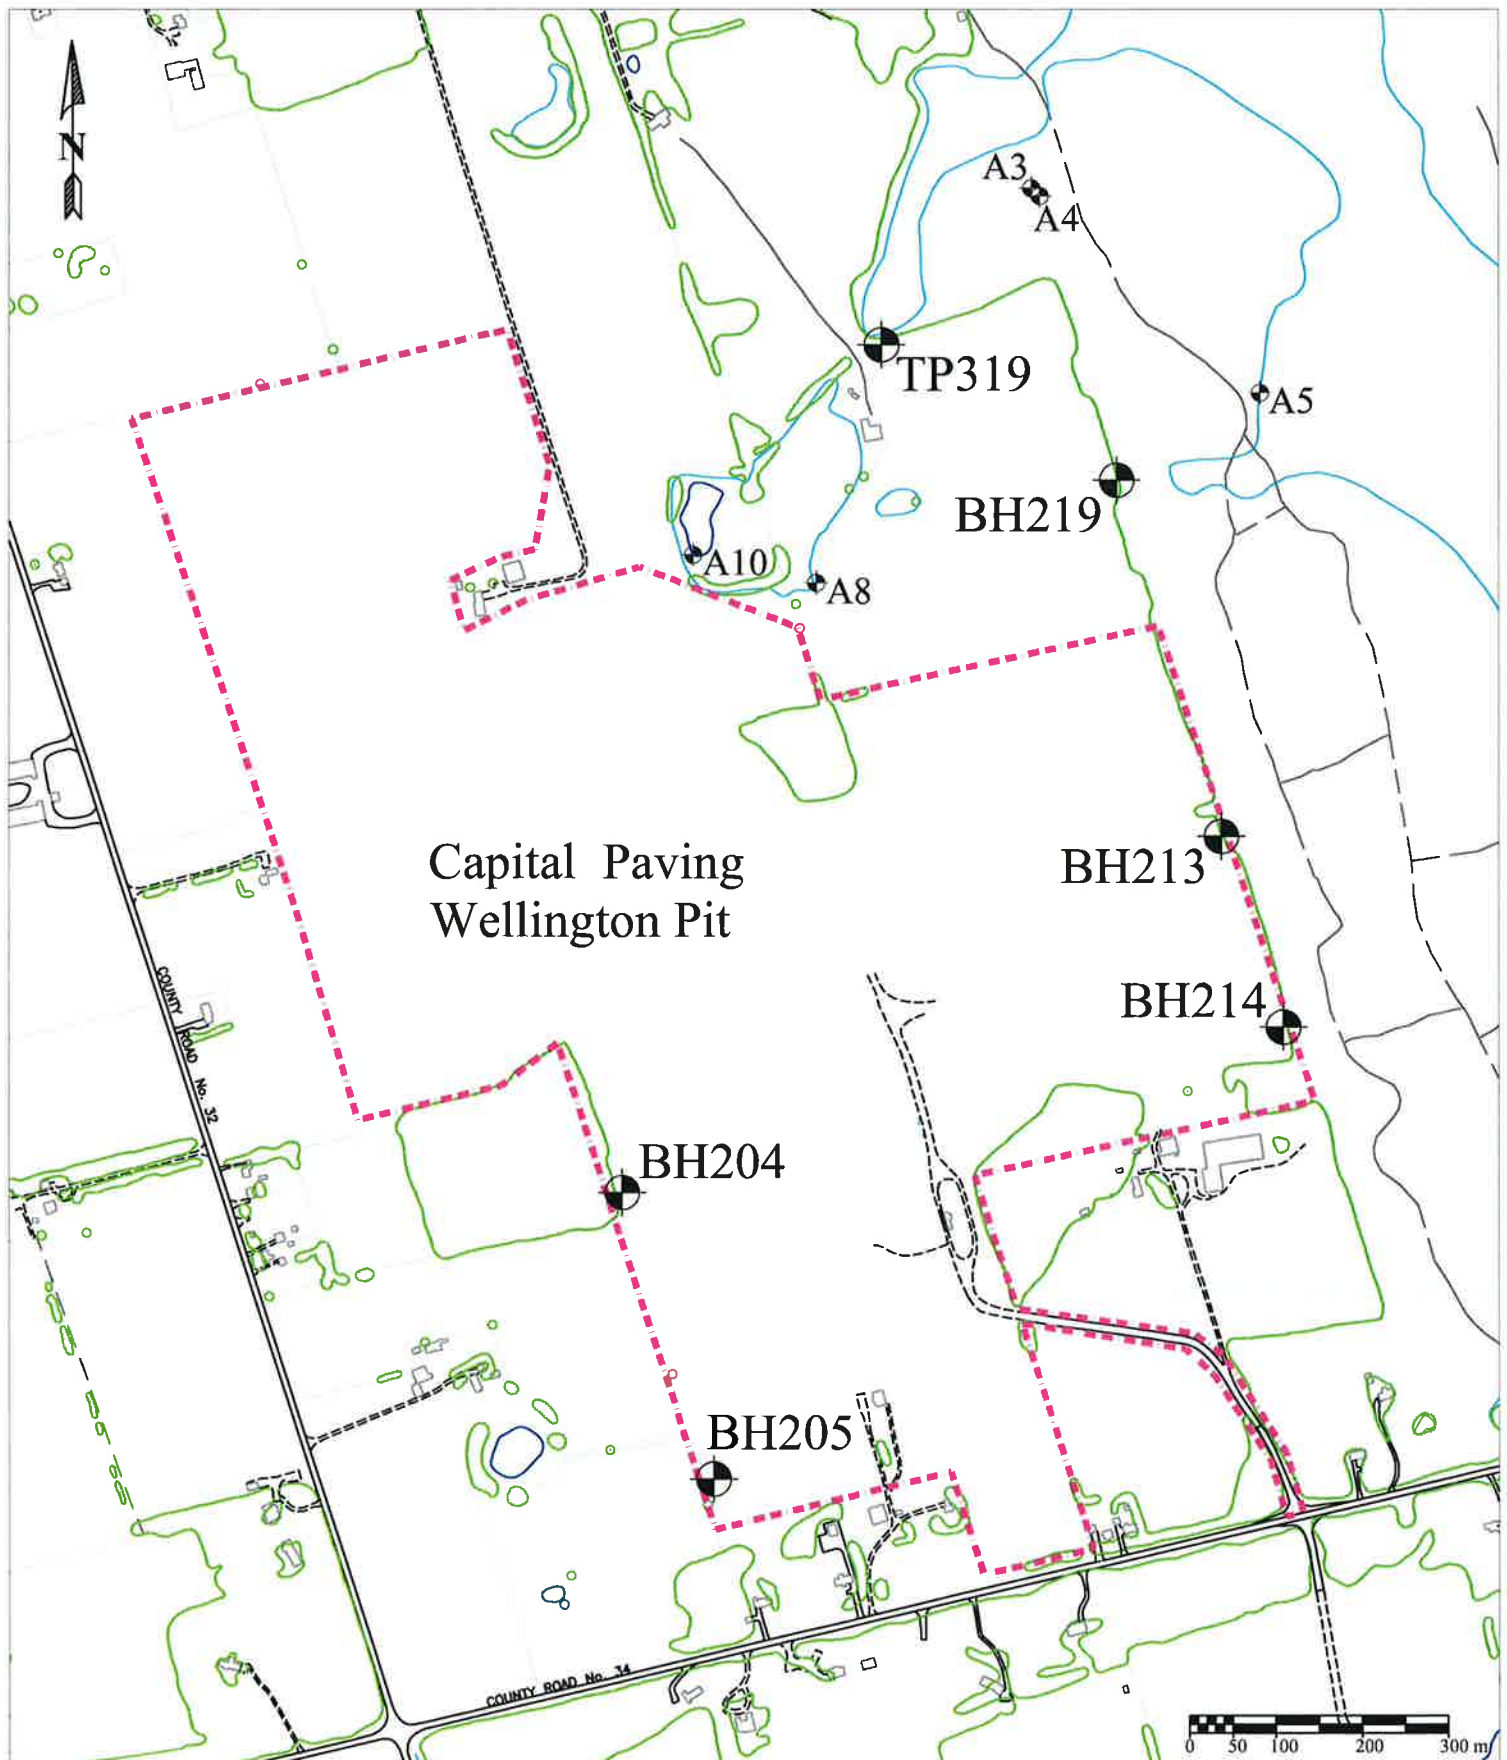 N
A3
A4
TP319
A5
BH219
A10
A8
Capital Paving
Wellington Pit
BH213
BH214
COUNTY ROAD No. 32
BH204
BH205
COUNTY ROAD No. 34
0 50 100 200 300 m